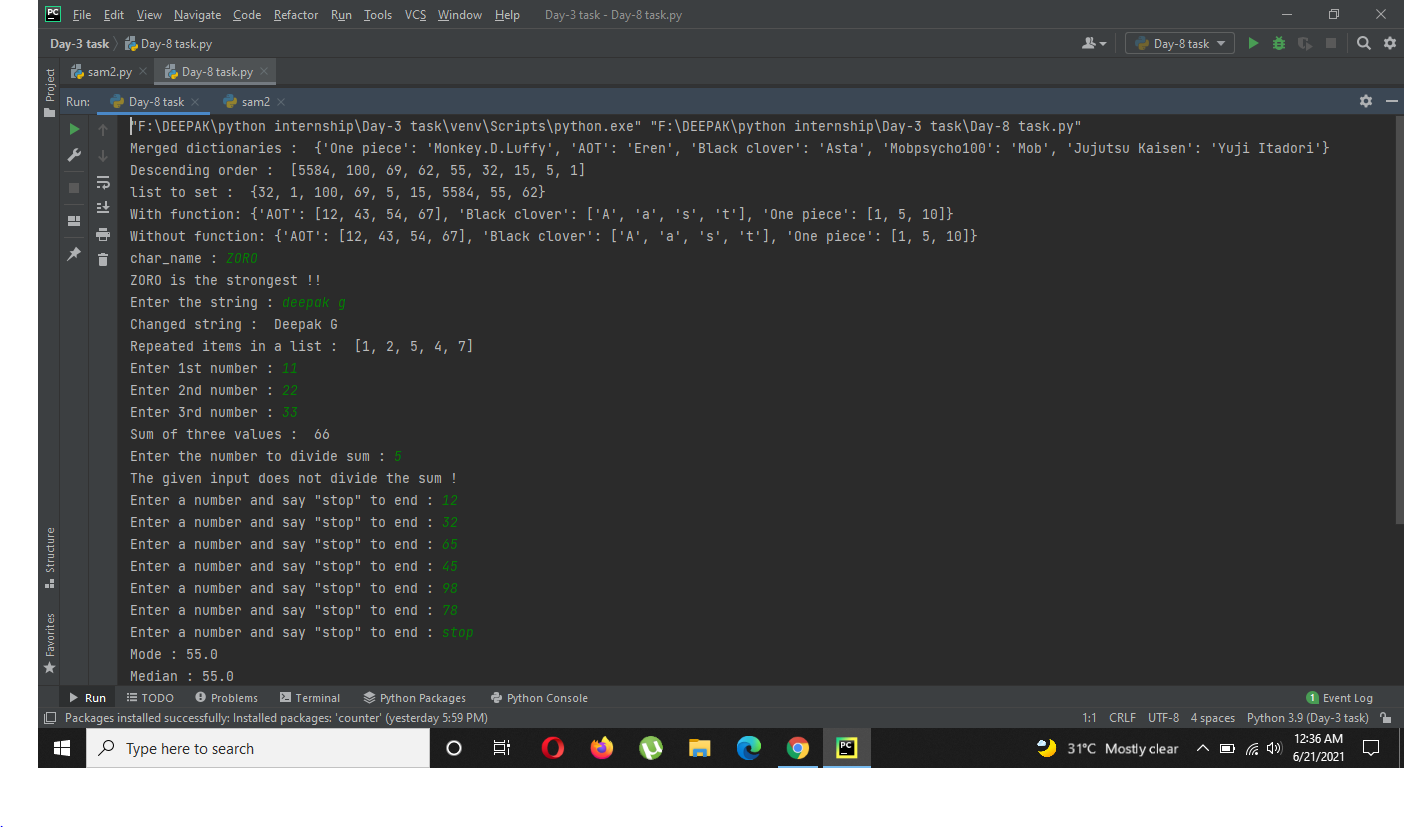 PC File Edit View Navigate Code Refactor Run Tools VCS Window Help Day-3 task - Day-8 task.py
Day-3 task Day-8 task.py Day-8 task
sam2.py Day-8 task.py
Project
Run: Day-8 task sam2
"F:\DEEPAK\python internship\Day-3 task\venv\Scripts\python.exe" "F:\DEEPAK\python internship\Day-3 task\Day-8 task.py"
Merged dictionaries :  {'One piece': 'Monkey.D.Luffy', 'AOT': 'Eren', 'Black clover': 'Asta', 'Mobpsycho100': 'Mob', 'Jujutsu Kaisen': 'Yuji Itadori'}
Descending order :  [5584, 100, 69, 62, 55, 32, 15, 5, 1]
list to set :  {32, 1, 100, 69, 5, 15, 5584, 55, 62}
With function: {'AOT': [12, 43, 54, 67], 'Black clover': ['A', 'a', 's', 't'], 'One piece': [1, 5, 10]}
Without function: {'AOT': [12, 43, 54, 67], 'Black clover': ['A', 'a', 's', 't'], 'One piece': [1, 5, 10]}
char_name : ZORO
ZORO is the strongest !!
Enter the string : deepak g
Changed string :  Deepak G
Repeated items in a list :  [1, 2, 5, 4, 7]
Enter 1st number : 11
Enter 2nd number : 22
Enter 3rd number : 33
Sum of three values :  66
Enter the number to divide sum : 5
The given input does not divide the sum !
Enter a number and say "stop" to end : 12
Enter a number and say "stop" to end : 32
Enter a number and say "stop" to end : 65
Enter a number and say "stop" to end : 45
Enter a number and say "stop" to end : 98
Enter a number and say "stop" to end : 78
Enter a number and say "stop" to end : stop
Mode : 55.0
Median : 55.0
Structure
Favorites
Run TODO Problems Terminal Python Packages Python Console 1 Event Log
Packages installed successfully: Installed packages: 'counter' (yesterday 5:59 PM) 1:1 CRLF UTF-8 4 spaces Python 3.9 (Day-3 task)
Type here to search PC 31°C Mostly clear 12:36 AM
6/21/2021